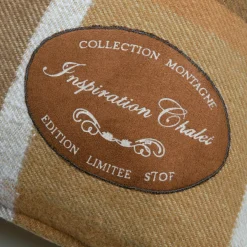 COLLECTION MONTAGNE
Inspiration Chalet
EDITION LIMITEE STOF